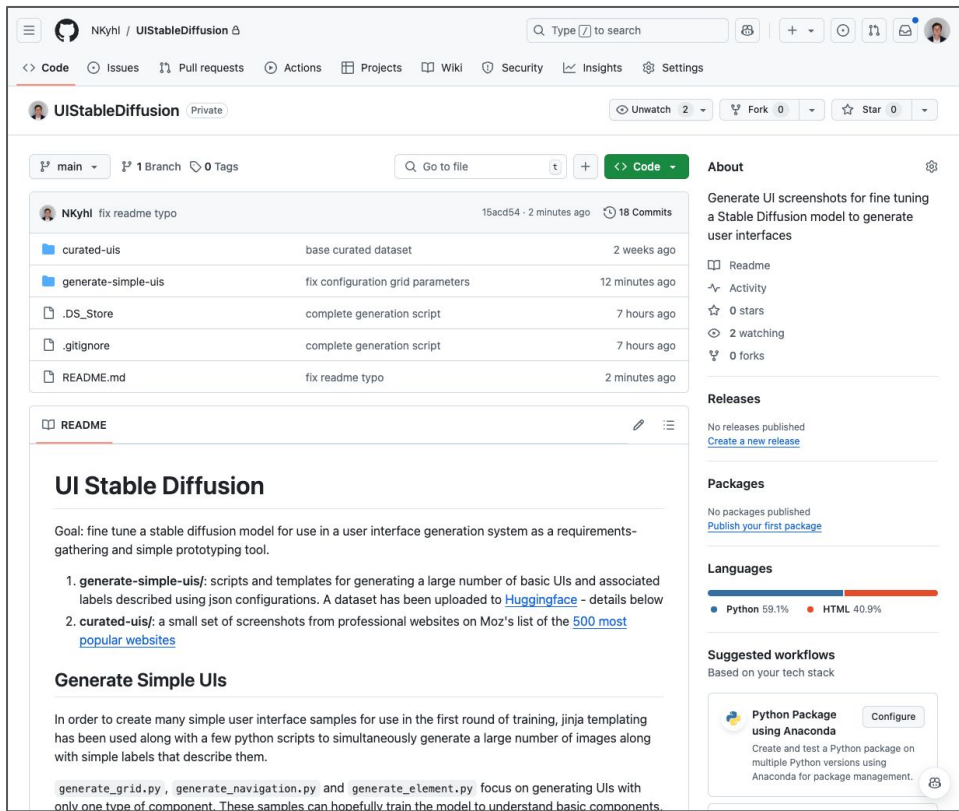 NKyhl / UIStableDiffusion
Type / to search
Code Issues Pull requests Actions Projects Wiki Security Insights Settings
UIStableDiffusion Private
Unwatch 2 Fork 0 Star 0
main 1 Branch 0 Tags
Go to file t
Code
NKyhl fix readme typo 15acd54 · 2 minutes ago 18 Commits
curated-uis base curated dataset 2 weeks ago
generate-simple-uis fix configuration grid parameters 12 minutes ago
.DS_Store complete generation script 7 hours ago
.gitignore complete generation script 7 hours ago
README.md fix readme typo 2 minutes ago
README
UI Stable Diffusion
Goal: fine tune a stable diffusion model for use in a user interface generation system as a requirements-
gathering and simple prototyping tool.
1. generate-simple-uis/: scripts and templates for generating a large number of basic UIs and associated
labels described using json configurations. A dataset has been uploaded to Huggingface - details below
2. curated-uis/: a small set of screenshots from professional websites on Moz's list of the 500 most
popular websites
Generate Simple UIs
In order to create many simple user interface samples for use in the first round of training, jinja templating
has been used along with a few python scripts to simultaneously generate a large number of images along
with simple labels that describe them.
generate_grid.py , generate_navigation.py and generate_element.py focus on generating UIs with
only one type of component. These samples can hopefully train the model to understand basic components.
About
Generate UI screenshots for fine tuning
a Stable Diffusion model to generate
user interfaces
Readme
Activity
0 stars
2 watching
0 forks
Releases
No releases published
Create a new release
Packages
No packages published
Publish your first package
Languages
Python 59.1% HTML 40.9%
Suggested workflows
Based on your tech stack
Python Package
using Anaconda
Configure
Create and test a Python package on
multiple Python versions using
Anaconda for package management.